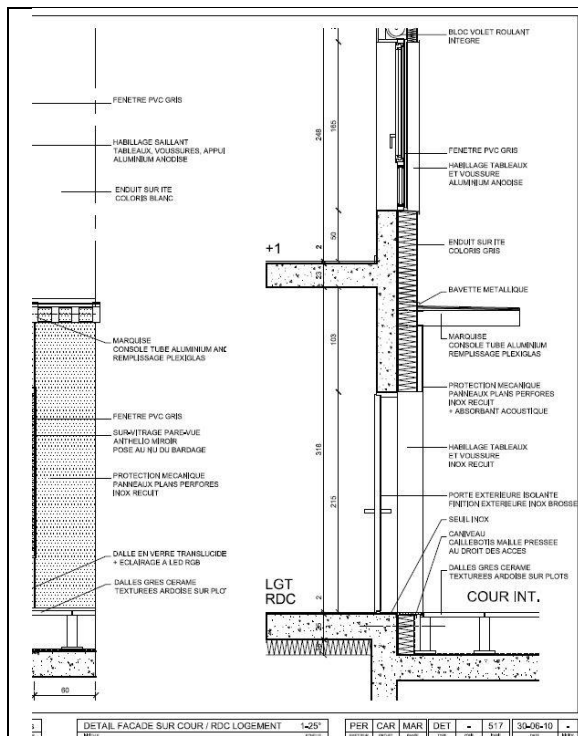 BLOC VOLET ROULANT
INTEGRE
FENETRE PVC GRIS
HABILLAGE SAILLANT
TABLEAUX, VOUSSURES, APPUI
ALUMINIUM ANODISE
ENDUIT SUR ITE
COLORIS BLANC
MARQUISE
CONSOLE TUBE ALUMINIUM ANO
REMPLISSAGE PLEXIGLAS
FENETRE PVC GRIS
SUR-VITRAGE PARE-VUE
ANTHELIO MIROIR
POSE AU NU DU BARDAGE
PROTECTION MECANIQUE
PANNEAUX PLANS PERFORES
INOX RECUIT
DALLE EN VERRE TRANSLUCIDE
+ ECLAIRAGE A LED RGB
DALLES GRES CERAME
TEXTUREES ARDOISE SUR PLOT
60
248
165
50
2
+1
23
103
318
215
2
LGT
RDC
FENETRE PVC GRIS
HABILLAGE TABLEAUX
ET VOUSSURE
ALUMINIUM ANODISE
ENDUIT SUR ITE
COLORIS GRIS
BAVETTE METALLIQUE
MARQUISE
CONSOLE TUBE ALUMINIUM
REMPLISSAGE PLEXIGLAS
PROTECTION MECANIQUE
PANNEAUX PLANS PERFORES
INOX RECUIT
+ ABSORBANT ACOUSTIQUE
HABILLAGE TABLEAUX
ET VOUSSURE
INOX RECUIT
PORTE EXTERIEURE ISOLANTE
FINITION EXTERIEURE INOX BROSSE
SEUIL INOX
CANIVEAU
CAILLEBOTIS MAILLE PRESSEE
AU DROIT DES ACCES
DALLES GRES CERAME
TEXTUREES ARDOISE SUR PLOTS
COUR INT.
DETAIL FACADE SUR COUR / RDC LOGEMENT 1-25°
PER CAR MAR DET - 517 30-06-10 -